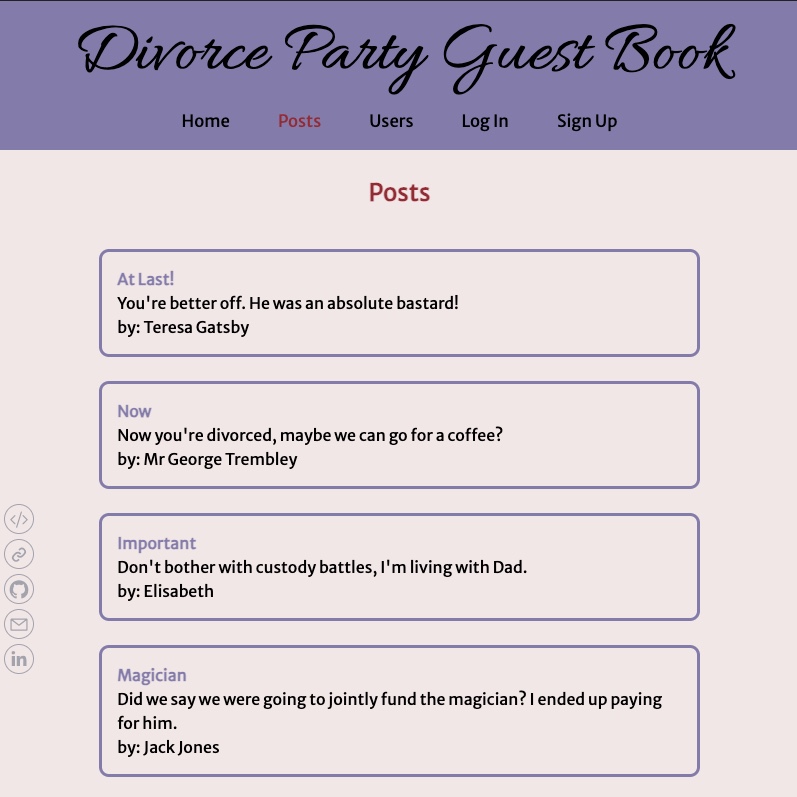 Divorce Party Guest Book
Home Posts Users Log In Sign Up
Posts
At Last!
You're better off. He was an absolute bastard!
by: Teresa Gatsby
Now
Now you're divorced, maybe we can go for a coffee?
by: Mr George Trembley
Important
Don't bother with custody battles, I'm living with Dad.
by: Elisabeth
Magician
Did we say we were going to jointly fund the magician? I ended up paying
for him.
by: Jack Jones
in